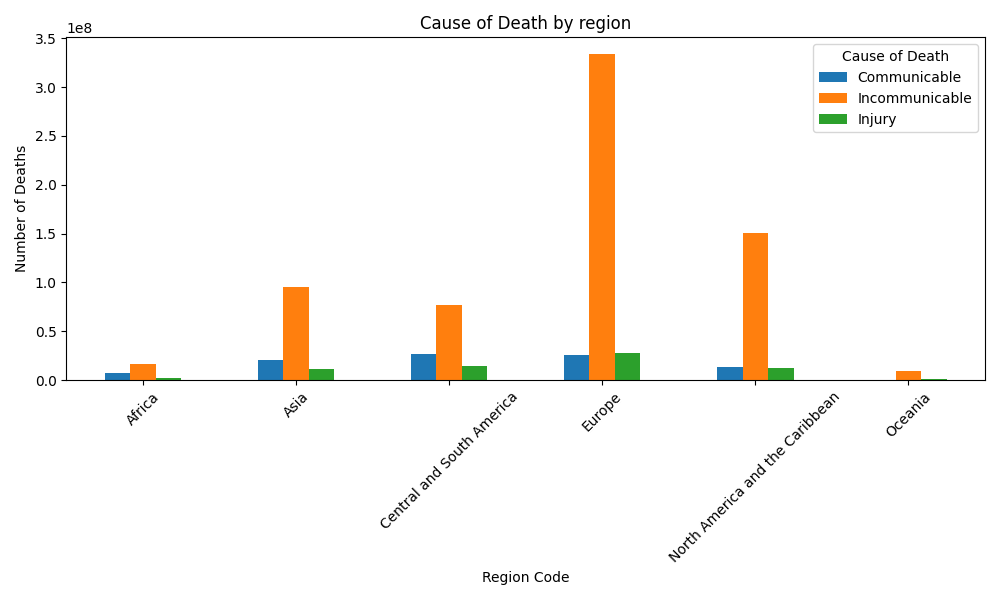 Cause of Death by region
1e8
3.5
3.0
2.5
2.0
1.5
1.0
0.5
0.0
Number of Deaths
Cause of Death
Communicable
Incommunicable
Injury
Africa
Asia
Central and South America
Europe
North America and the Caribbean
Oceania
Region Code